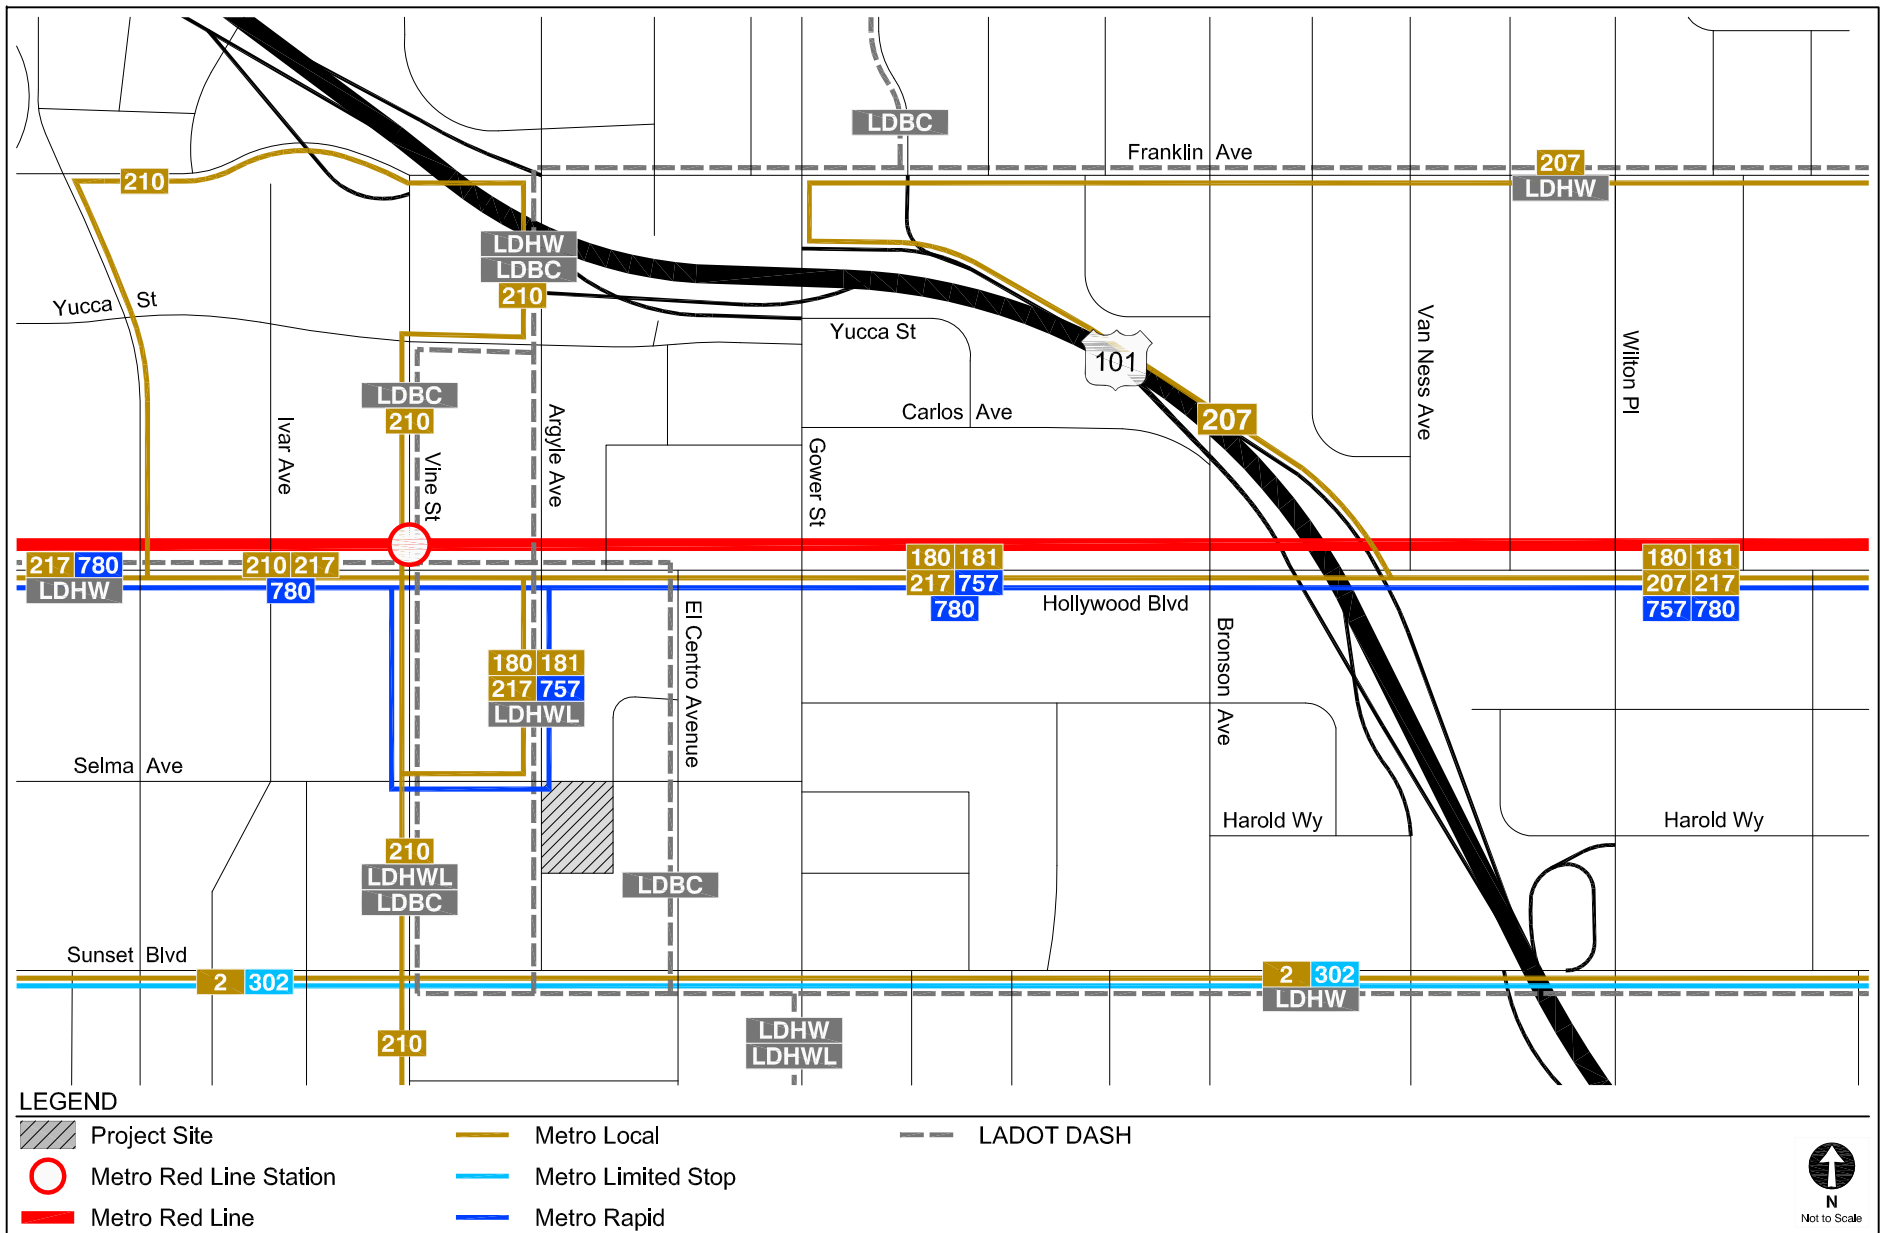 LDBC
Franklin Ave
207
LDHW
210
LDHW
LDBC
210
Yucca St
Yucca St
101
Van Ness Ave
Wilton Pl
LDBC
210
Ivar Ave
Vine St
Argyle Ave
Carlos Ave
Gower St
207
217 780
LDHW
210 217
780
180 181
217 757
780
Hollywood Blvd
180 181
207 217
757 780
El Centro Avenue
Bronson Ave
180 181
217 757
LDHWL
Selma Ave
210
LDHWL
LDBC
LDBC
Harold Wy
Harold Wy
Sunset Blvd
2 302
2 302
LDHW
210
LDHW
LDHWL
LEGEND
Project Site
Metro Red Line Station
Metro Red Line
Metro Local
Metro Limited Stop
Metro Rapid
LADOT DASH
N
Not to Scale